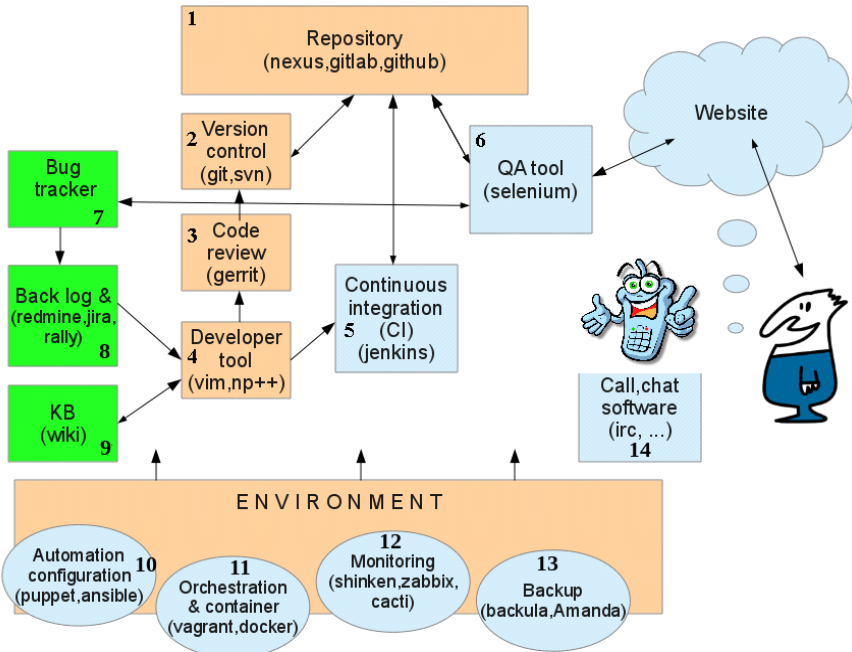 1
Repository
(nexus,gitlab,github)
2
Version
control
(git,svn)
6
QA tool
(selenium)
Website
Bug
tracker
7
3
Code
review
(gerrit)
Back log &
(redmine,jira,
rally)
8
4
Developer
tool
(vim,np++)
Continuous
integration
5 (CI)
(jenkins)
KB
(wiki)
9
Call,chat
software
(irc, ...)
14
ENVIRONMENT
Automation
configuration
(puppet,ansible)
10
11
Orchestration
& container
(vagrant,docker)
12
Monitoring
(shinken,zabbix,
cacti)
13
Backup
(backula,Amanda)